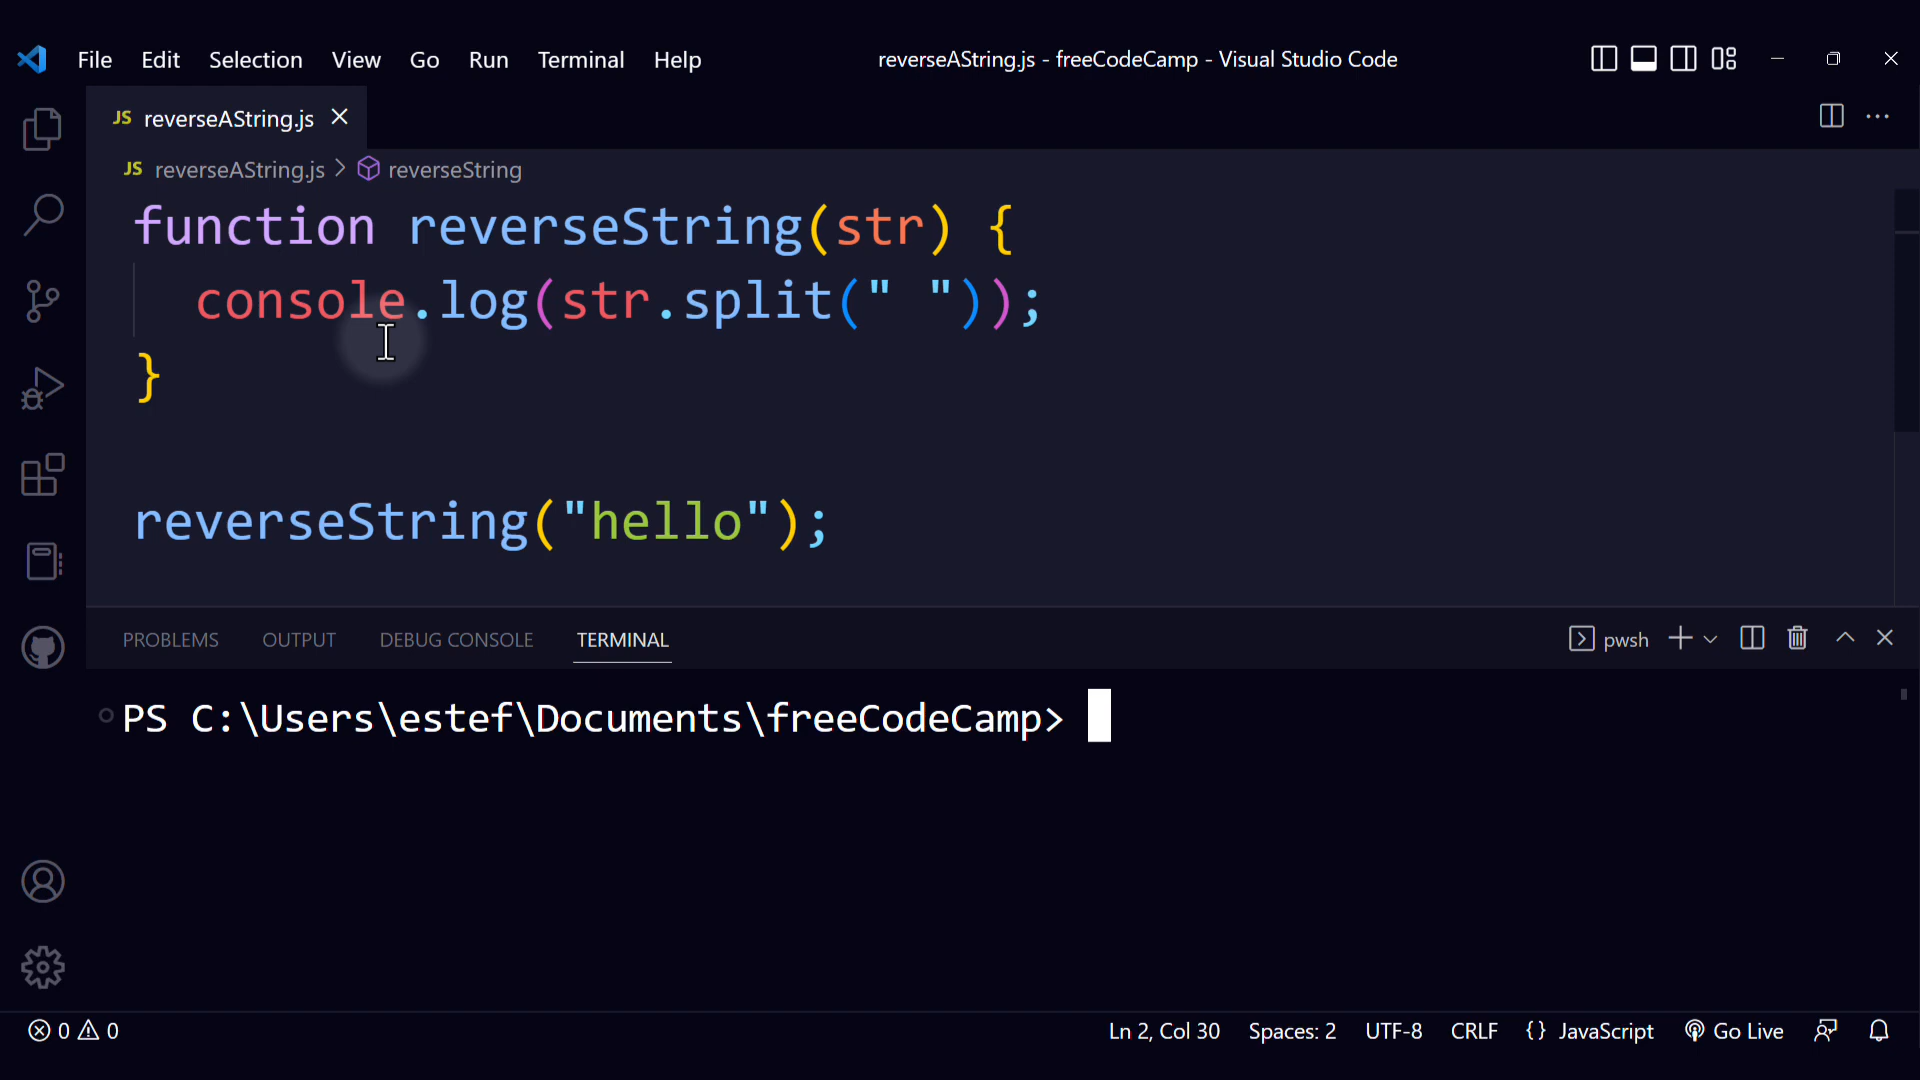 File Edit Selection View Go Run Terminal Help reverseAString.js - freeCodeCamp - Visual Studio Code
JS reverseAString.js
JS reverseAString.js > reverseString
function reverseString(str) {
  console.log(str.split(" "));
}
reverseString("hello");
PROBLEMS OUTPUT DEBUG CONSOLE TERMINAL pwsh
PS C:\Users\estef\Documents\freeCodeCamp>
0 0 Ln 2, Col 30 Spaces: 2 UTF-8 CRLF {} JavaScript Go Live